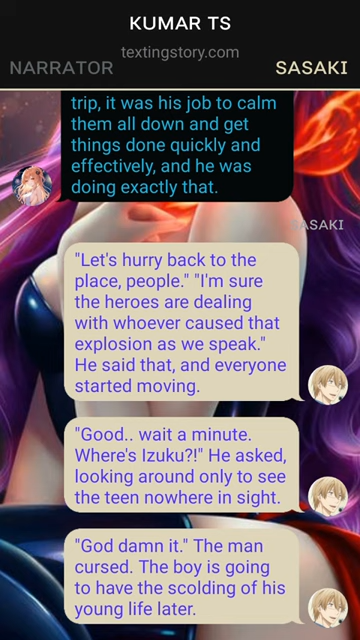 KUMAR TS
textingstory.com
NARRATOR
SASAKI
trip, it was his job to calm
them all down and get
things done quickly and
effectively, and he was
doing exactly that.
SASAKI
"Let's hurry back to the
place, people." "I'm sure
the heroes are dealing
with whoever caused that
explosion as we speak."
He said that, and everyone
started moving.
"Good.. wait a minute.
Where's Izuku?!" He asked,
looking around only to see
the teen nowhere in sight.
"God damn it." The man
cursed. The boy is going
to have the scolding of his
young life later.